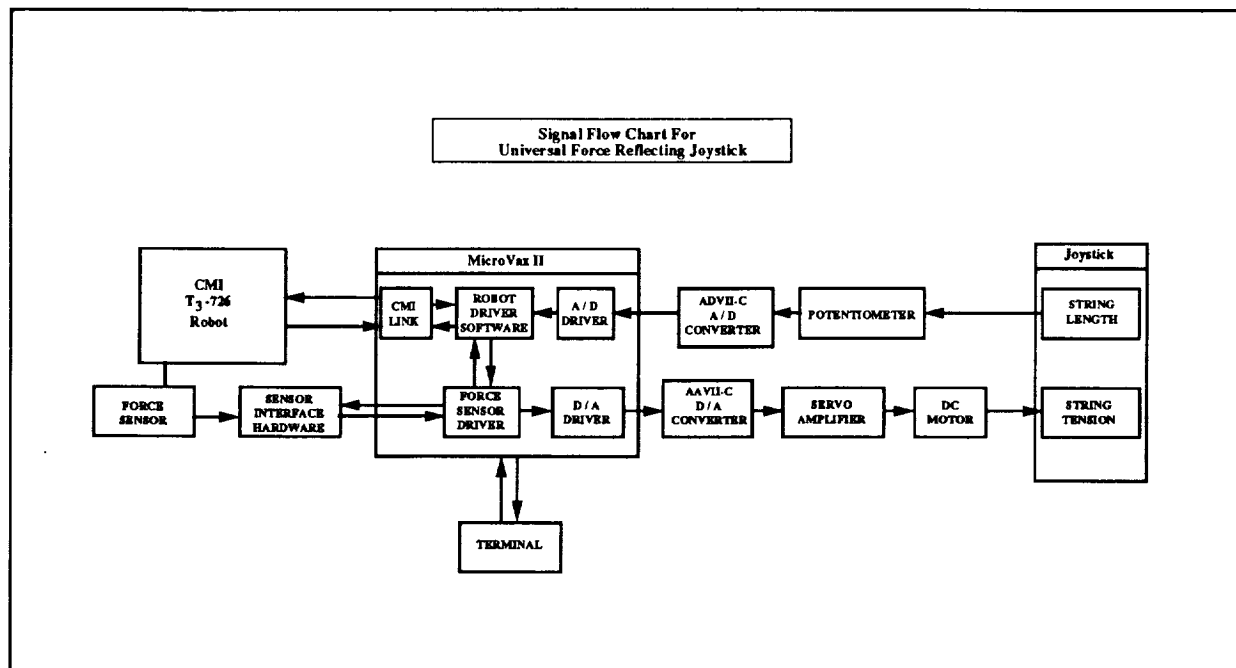 Signal Flow Chart For
Universal Force Reflecting Joystick
MicroVax II
Joystick
CMI
T3-726
Robot
CMI
LINK
ROBOT
DRIVER
SOFTWARE
A / D
DRIVER
ADVII-C
A / D
CONVERTER
POTENTIOMETER
STRING
LENGTH
FORCE
SENSOR
SENSOR
INTERFACE
HARDWARE
FORCE
SENSOR
DRIVER
D / A
DRIVER
AAVII-C
D / A
CONVERTER
SERVO
AMPLIFIER
DC
MOTOR
STRING
TENSION
TERMINAL